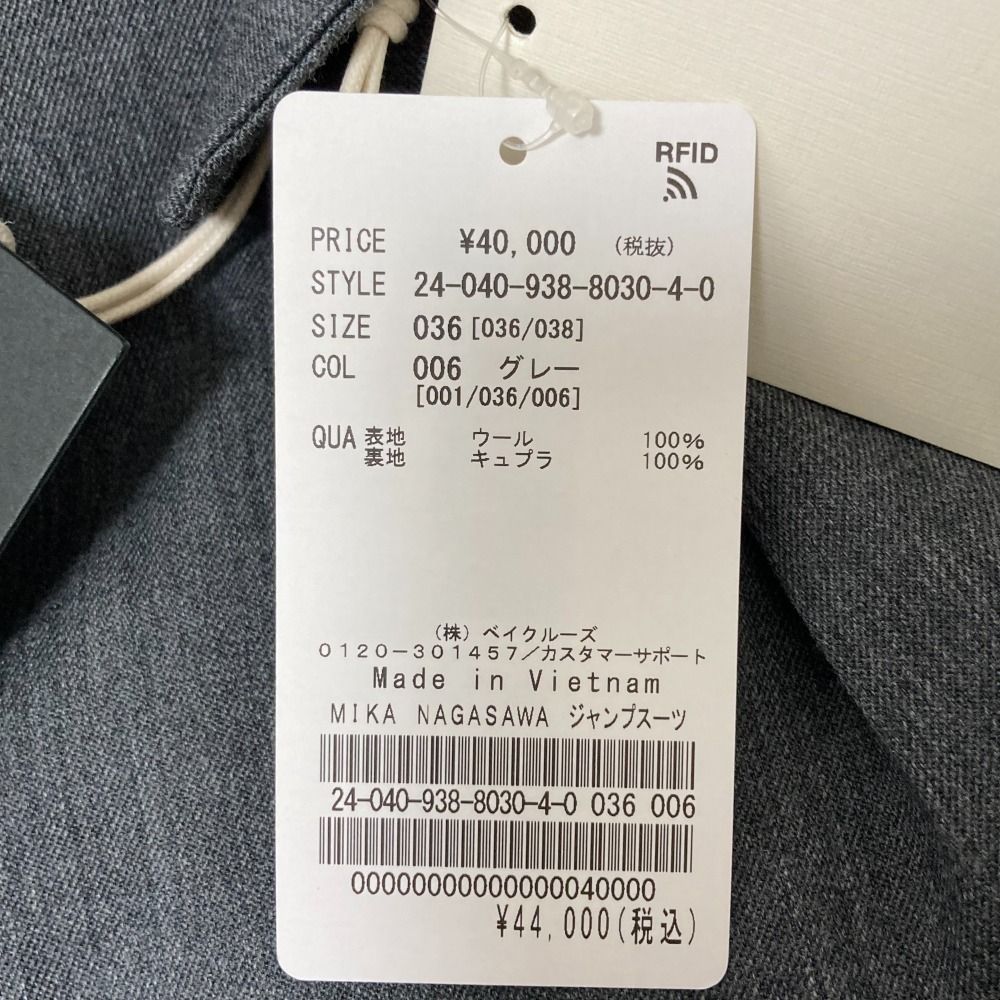 RFID
PRICE ¥40,000 (税抜)
STYLE 24-040-938-8030-4-0
SIZE 036 [036/038]
COL 006 グレー
[001/036/006]
QUA 表地 ウール 100%
裏地 キュプラ 100%
(株)ベイクルーズ
0120-301457/カスタマーサポート
Made in Vietnam
MIKA NAGASAWA ジャンプスーツ
24-040-938-8030-4-0 036 006
00000000000000040000
¥44,000(税込)